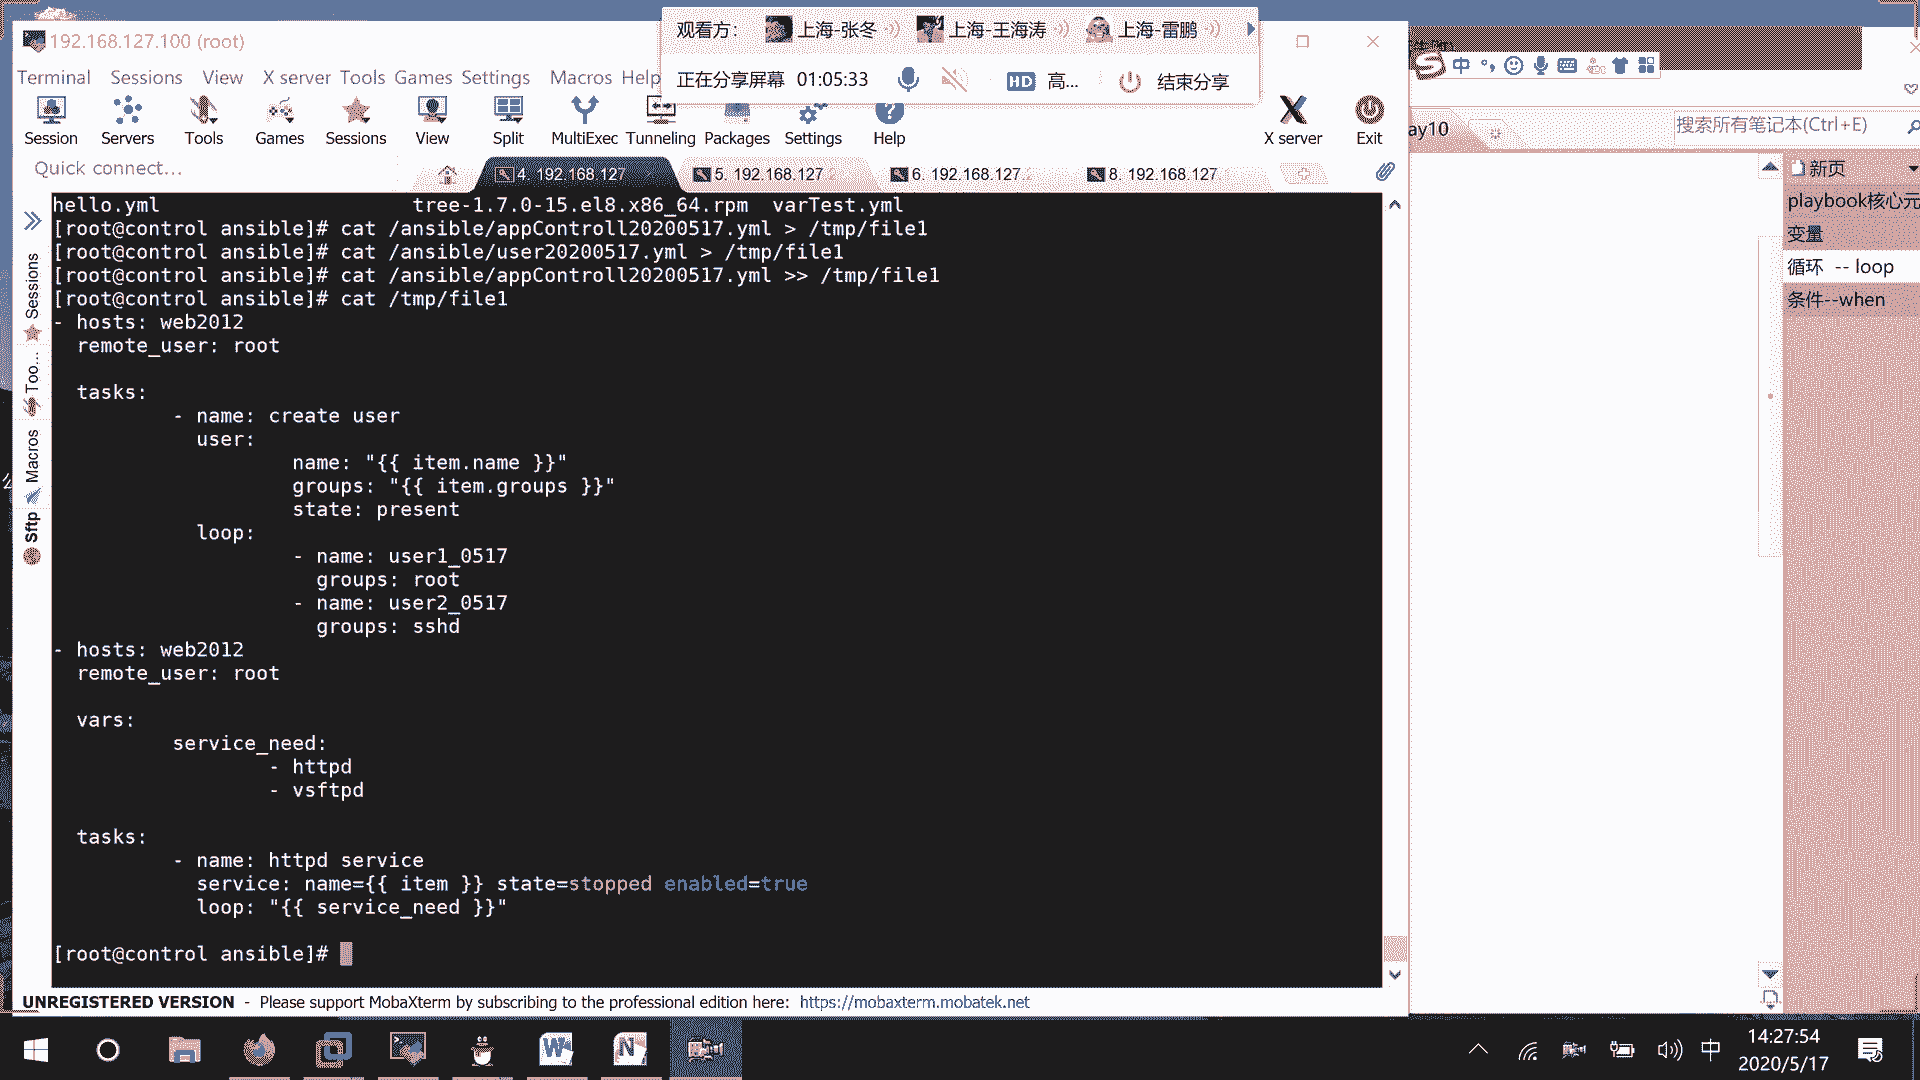 192.168.127.100 (root)
观看方: 上海-张冬 上海-王海涛 上海-雷鹏
正在分享屏幕 01:05:33 HD 高... 结束分享
Terminal Sessions View X server Tools Games Settings Macros Help
Session Servers Tools Games Sessions View Split MultiExec Tunneling Packages Settings Help X server Exit
Quick connect...
4. 192.168.127 5. 192.168.127 6. 192.168.127 8. 192.168.127
ay10
搜索所有笔记本(Ctrl+E)
新页
playbook核心元
变量
循环 -- loop
条件--when
Sessions
Too...
Macros
Sftp
hello.yml tree-1.7.0-15.el8.x86_64.rpm varTest.yml
[root@control ansible]# cat /ansible/appControll20200517.yml > /tmp/file1
[root@control ansible]# cat /ansible/user20200517.yml > /tmp/file1
[root@control ansible]# cat /ansible/appControll20200517.yml >> /tmp/file1
[root@control ansible]# cat /tmp/file1
- hosts: web2012
remote_user: root
tasks:
- name: create user
user:
name: "{{ item.name }}"
groups: "{{ item.groups }}"
state: present
loop:
- name: user1_0517
groups: root
- name: user2_0517
groups: sshd
- hosts: web2012
remote_user: root
vars:
service_need:
- httpd
- vsftpd
tasks:
- name: httpd service
service: name={{ item }} state=stopped enabled=true
loop: "{{ service_need }}"
[root@control ansible]#
UNREGISTERED VERSION - Please support MobaXterm by subscribing to the professional edition here: https://mobaxterm.mobatek.net
中
中
14:27:54
2020/5/17